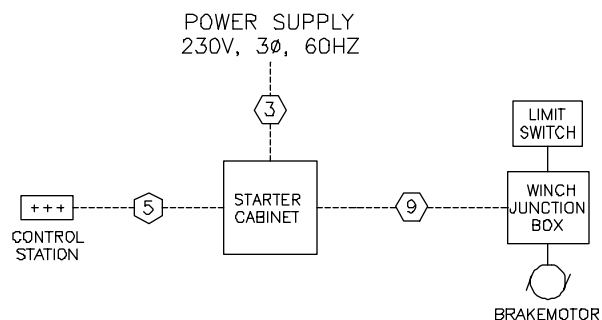 POWER SUPPLY
230V, 3ø, 60HZ
3
LIMIT
SWITCH
+++
5
STARTER
CABINET
9
WINCH
JUNCTION
BOX
CONTROL
STATION
BRAKEMOTOR